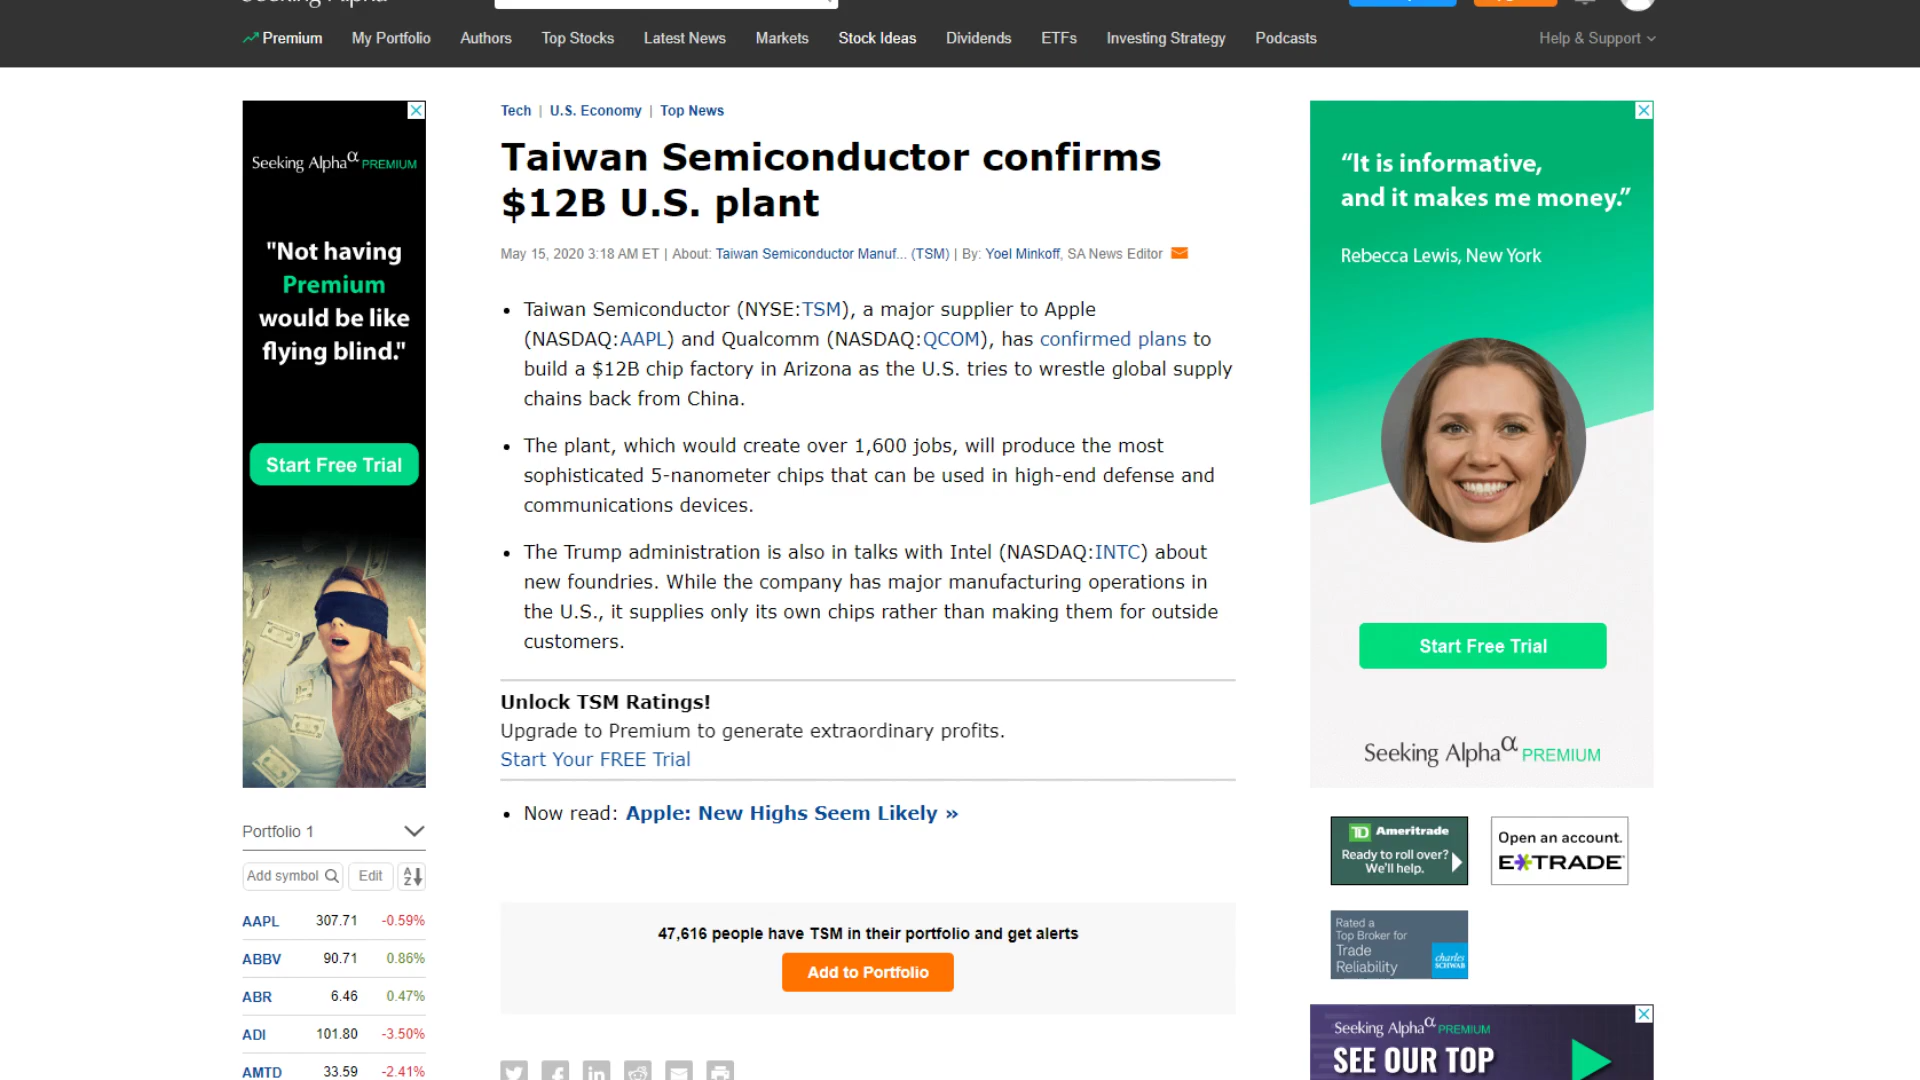 Seeking Alpha
Premium
My Portfolio
Authors
Top Stocks
Latest News
Markets
Stock Ideas
Dividends
ETFs
Investing Strategy
Podcasts
Help & Support
Seeking Alphaα PREMIUM
"Not having
Premium
would be like
flying blind."
Start Free Trial
Portfolio 1
Add symbol
Edit
AZ
AAPL 307.71 -0.59%
ABBV 90.71 0.86%
ABR 6.46 0.47%
ADI 101.80 -3.50%
AMTD 33.59 -2.41%
Tech | U.S. Economy | Top News
Taiwan Semiconductor confirms
$12B U.S. plant
May 15, 2020 3:18 AM ET | About: Taiwan Semiconductor Manuf... (TSM) | By: Yoel Minkoff, SA News Editor
• Taiwan Semiconductor (NYSE:TSM), a major supplier to Apple
(NASDAQ:AAPL) and Qualcomm (NASDAQ:QCOM), has confirmed plans to
build a $12B chip factory in Arizona as the U.S. tries to wrestle global supply
chains back from China.
• The plant, which would create over 1,600 jobs, will produce the most
sophisticated 5-nanometer chips that can be used in high-end defense and
communications devices.
• The Trump administration is also in talks with Intel (NASDAQ:INTC) about
new foundries. While the company has major manufacturing operations in
the U.S., it supplies only its own chips rather than making them for outside
customers.
Unlock TSM Ratings!
Upgrade to Premium to generate extraordinary profits.
Start Your FREE Trial
• Now read: Apple: New Highs Seem Likely »
47,616 people have TSM in their portfolio and get alerts
Add to Portfolio
“It is informative,
and it makes me money.”
Rebecca Lewis, New York
Start Free Trial
Seeking Alphaα PREMIUM
TD Ameritrade
Ready to roll over?
We'll help.
Open an account.
E*TRADE
Rated a
Top Broker for
Trade
Reliability
charles
SCHWAB
Seeking Alphaα PREMIUM
SEE OUR TOP